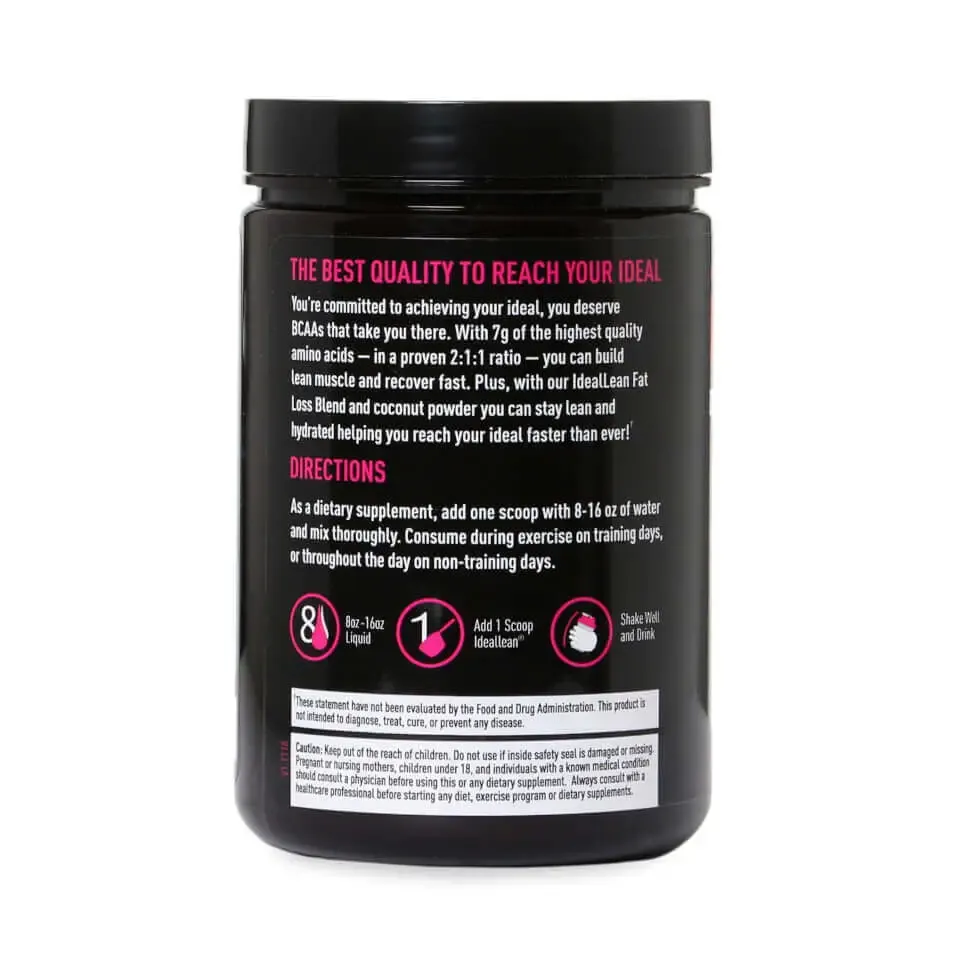 THE BEST QUALITY TO REACH YOUR IDEAL
You're committed to achieving your ideal, you deserve
BCAAs that take you there. With 7g of the highest quality
amino acids — in a proven 2:1:1 ratio — you can build
lean muscle and recover fast. Plus, with our IdealLean Fat
Loss Blend and coconut powder you can stay lean and
hydrated helping you reach your ideal faster than ever!†
DIRECTIONS
As a dietary supplement, add one scoop with 8-16 oz of water
and mix thoroughly. Consume during exercise on training days,
or throughout the day on non-training days.
8
8oz-16oz
Liquid
1
Add 1 Scoop
Ideallean®
Shake Well
and Drink
†These statement have not been evaluated by the Food and Drug Administration. This product is
not intended to diagnose, treat, cure, or prevent any disease.
Caution: Keep out of the reach of children. Do not use if inside safety seal is damaged or missing.
Pregnant or nursing mothers, children under 18, and individuals with a known medical condition
should consult a physician before using this or any dietary supplement. Always consult with a
healthcare professional before starting any diet, exercise program or dietary supplements.